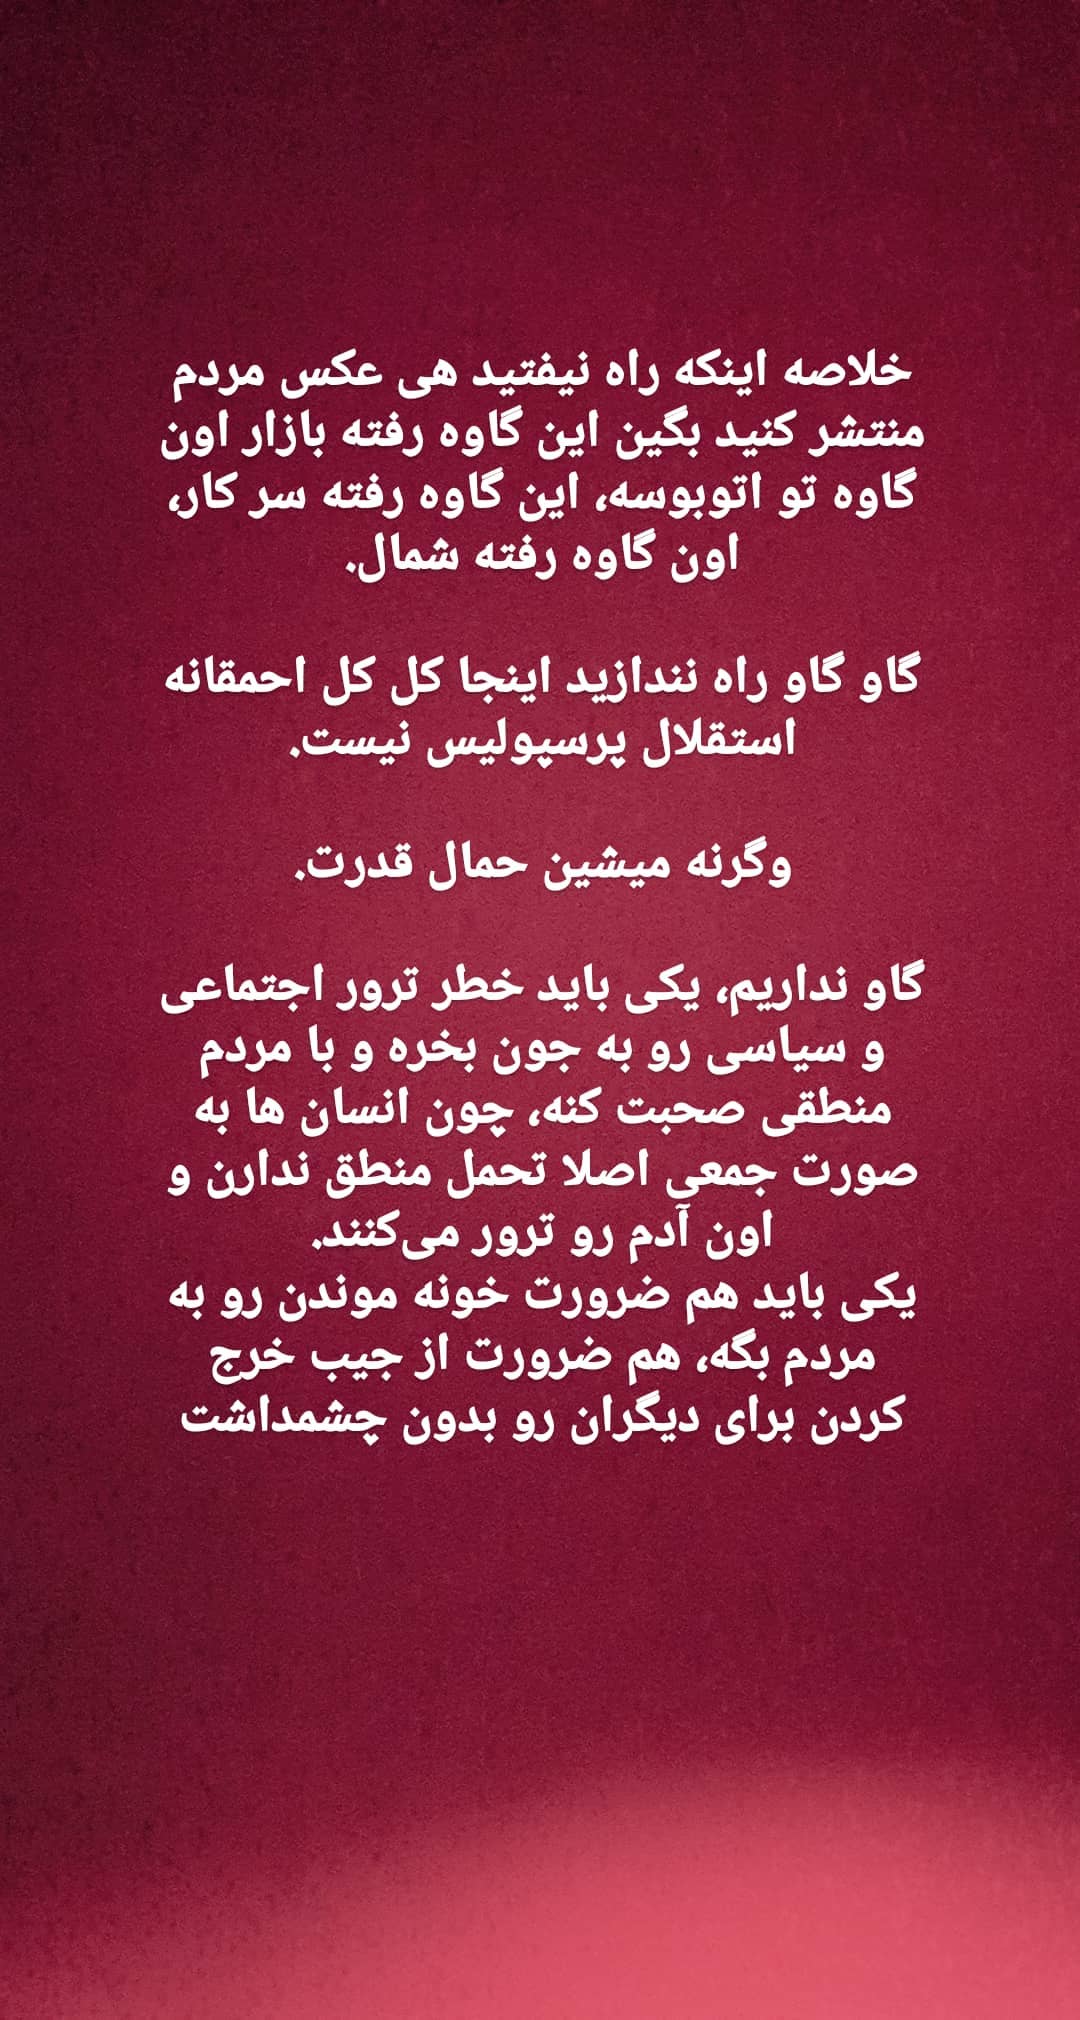 خلاصه اینکه راه نیفتید هی عکس مردم
منتشر کنید بگین این گاوه رفته بازار اون
گاوه تو اتوبوسه، این گاوه رفته سر کار،
اون گاوه رفته شمال.
گاو گاو راه نندازید اینجا کل کل احمقانه
استقلال پرسپولیس نیست.
وگرنه میشین حمال قدرت.
گاو نداریم، یکی باید خطر ترور اجتماعی
و سیاسی رو به جون بخره و با مردم
منطقی صحبت کنه، چون انسان ها به
صورت جمعی اصلا تحمل منطق ندارن و
اون آدم رو ترور می‌کنند.
یکی باید هم ضرورت خونه موندن رو به
مردم بگه، هم ضرورت از جیب خرج
کردن برای دیگران رو بدون چشمداشت